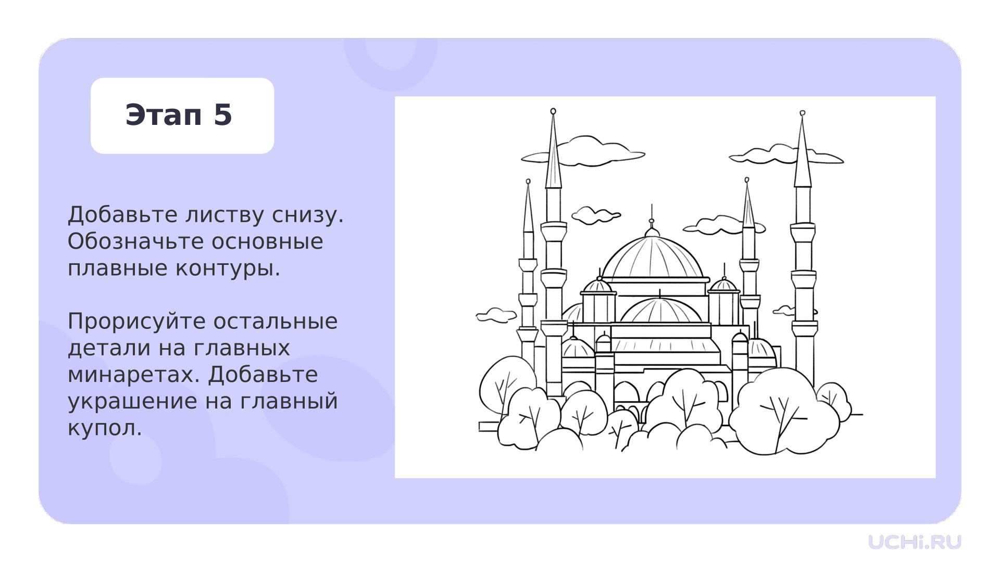 Этап 5
Добавьте листву снизу.
Обозначьте основные
плавные контуры.
Прорисуйте остальные
детали на главных
минаретах. Добавьте
украшение на главный
купол.
UCHi.RU